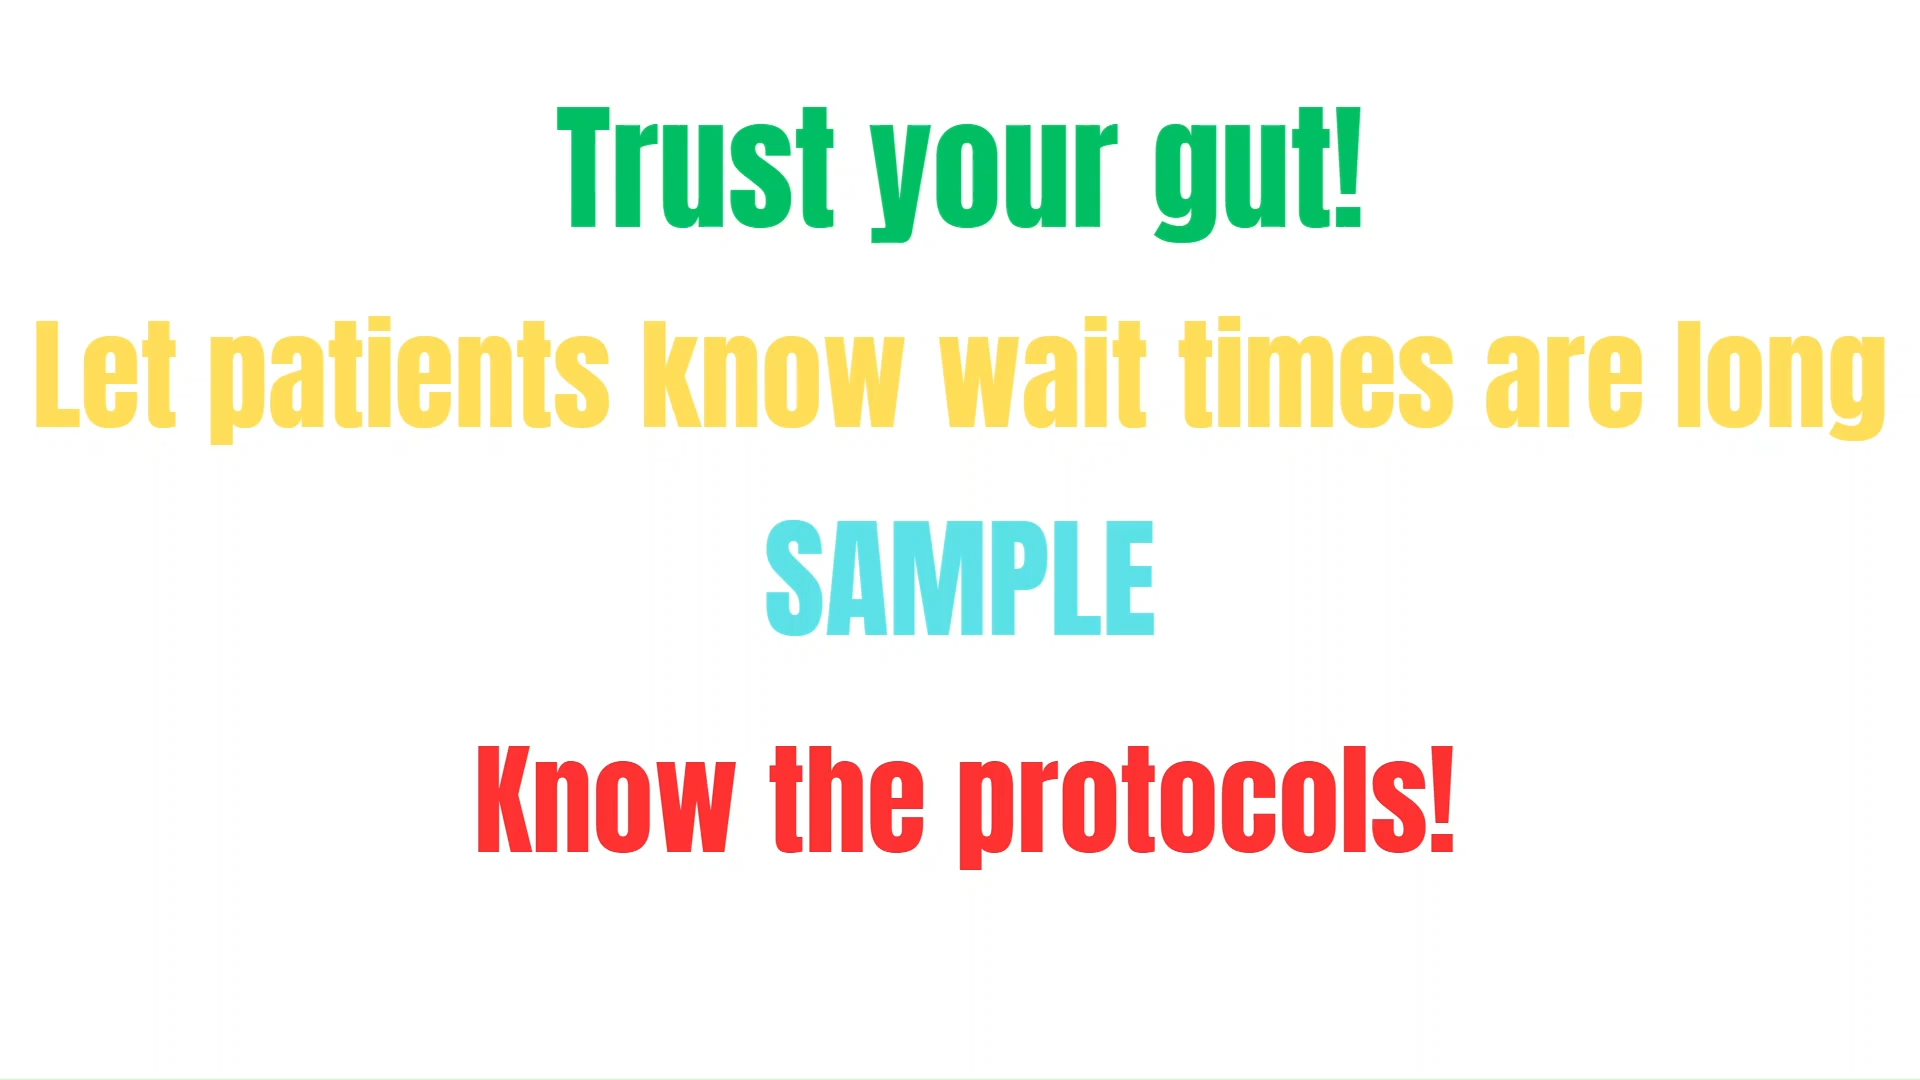 Trust your gut!
Let patients know wait times are long
SAMPLE
Know the protocols!